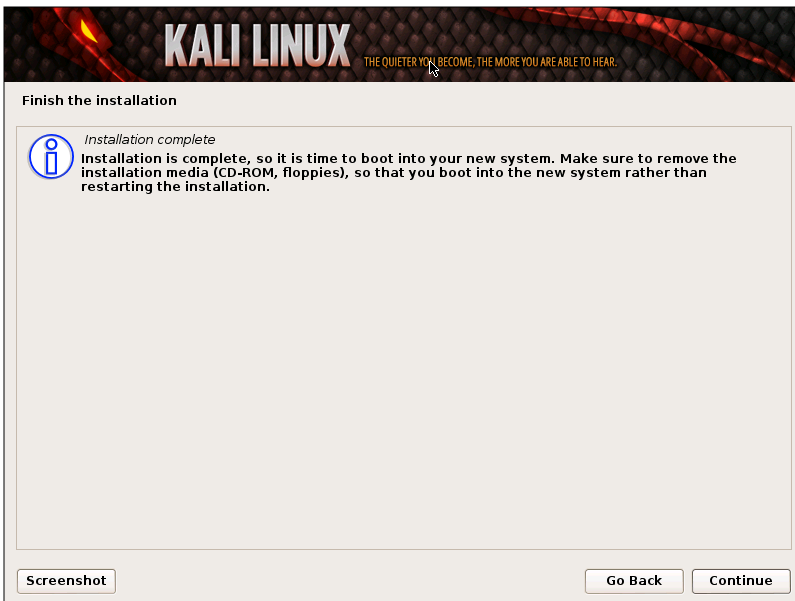 KALI LINUX THE QUIETER YOU BECOME, THE MORE YOU ARE ABLE TO HEAR.
Finish the installation
Installation complete
Installation is complete, so it is time to boot into your new system. Make sure to remove the
installation media (CD-ROM, floppies), so that you boot into the new system rather than
restarting the installation.
Screenshot Go Back Continue